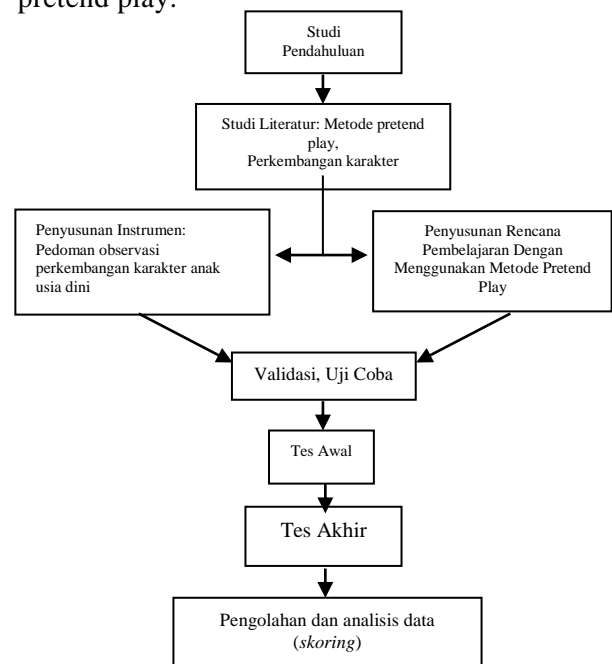 pretend play.
Studi
Pendahuluan
Studi Literatur: Metode pretend
play,
Perkembangan karakter
Penyusunan Instrumen:
Pedoman observasi
perkembangan karakter anak
usia dini
Penyusunan Rencana
Pembelajaran Dengan
Menggunakan Metode Pretend
Play
Validasi, Uji Coba
Tes Awal
Tes Akhir
Pengolahan dan analisis data
(skoring)